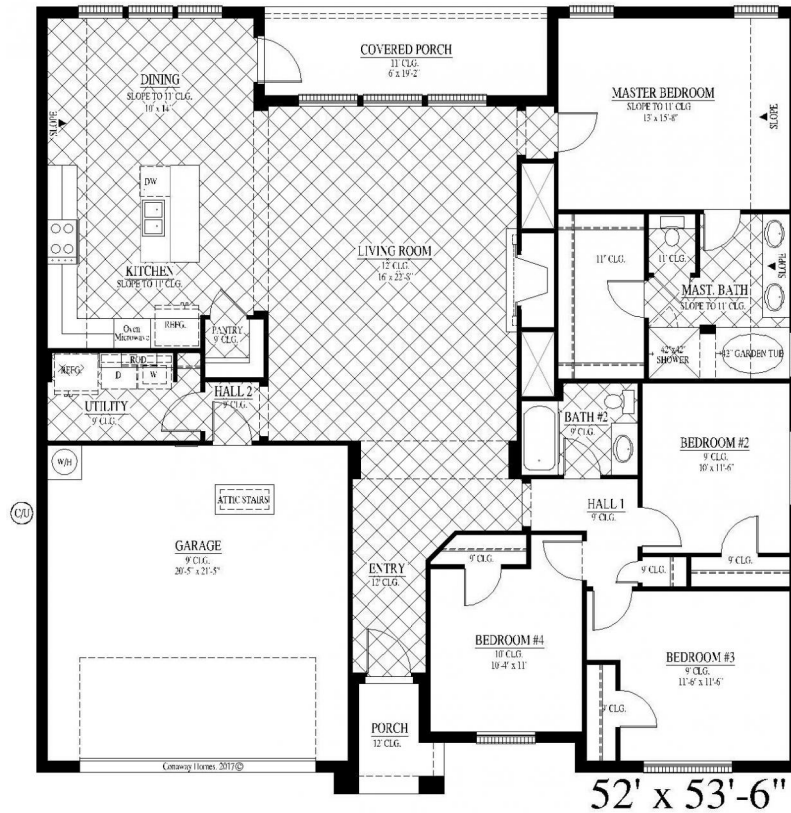 COVERED PORCH
11' CLG.
6' x 19'-2"
DINING
SLOPE TO 11' CLG.
10' x 14'
SLOPE
MASTER BEDROOM
SLOPE TO 11' CLG
13' x 15'-8"
SLOPE
DW
KITCHEN
SLOPE TO 11' CLG.
LIVING ROOM
12' CLG.
16' x 22'-8"
11' CLG.
11' CLG.
SLOPE
MAST. BATH
SLOPE TO 11' CLG.
Oven
Microwave
REFG.
PANTRY
9' CLG.
42"x42"
SHOWER
42" GARDEN TUB
REFG.
ROD
D
W
UTILITY
9' CLG.
HALL 2
9' CLG.
BATH #2
9' CLG.
BEDROOM #2
9' CLG.
10' x 11'-6"
W/H
C/U
ATTIC STAIRS
GARAGE
9' CLG.
20'-5" x 21'-5"
HALL 1
9' CLG.
ENTRY
12' CLG.
9' CLG.
9' CLG.
9' CLG.
BEDROOM #4
10' CLG.
10'-4" x 11'
BEDROOM #3
9' CLG.
11'-6" x 11'-6"
9' CLG.
PORCH
12' CLG.
Conaway Homes. 2017©
52' x 53'-6"